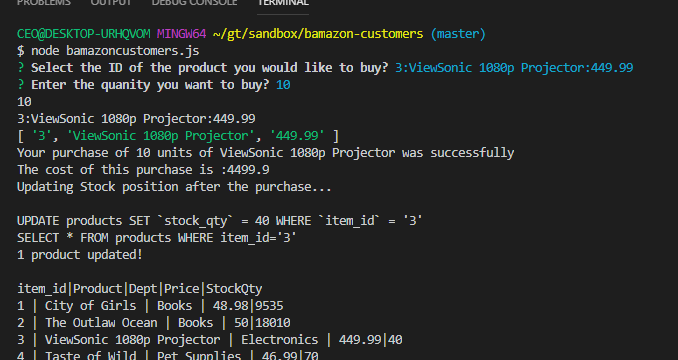 PROBLEMS OUTPUT DEBUG CONSOLE TERMINAL
CEO@DESKTOP-URHQVOM MINGW64 ~/gt/sandbox/bamazon-customers (master)
$ node bamazoncustomers.js
? Select the ID of the product you would like to buy? 3:ViewSonic 1080p Projector:449.99
? Enter the quanity you want to buy? 10
10
3:ViewSonic 1080p Projector:449.99
[ '3', 'ViewSonic 1080p Projector', '449.99' ]
Your purchase of 10 units of ViewSonic 1080p Projector was successfully
The cost of this purchase is :4499.9
Updating Stock position after the purchase...
UPDATE products SET `stock_qty` = 40 WHERE `item_id` = '3'
SELECT * FROM products WHERE item_id='3'
1 product updated!
item_id|Product|Dept|Price|StockQty
1 | City of Girls | Books | 48.98|9535
2 | The Outlaw Ocean | Books | 50|18010
3 | ViewSonic 1080p Projector | Electronics | 449.99|40
4 | Taste of Wild | Pet Supplies | 46.99|70